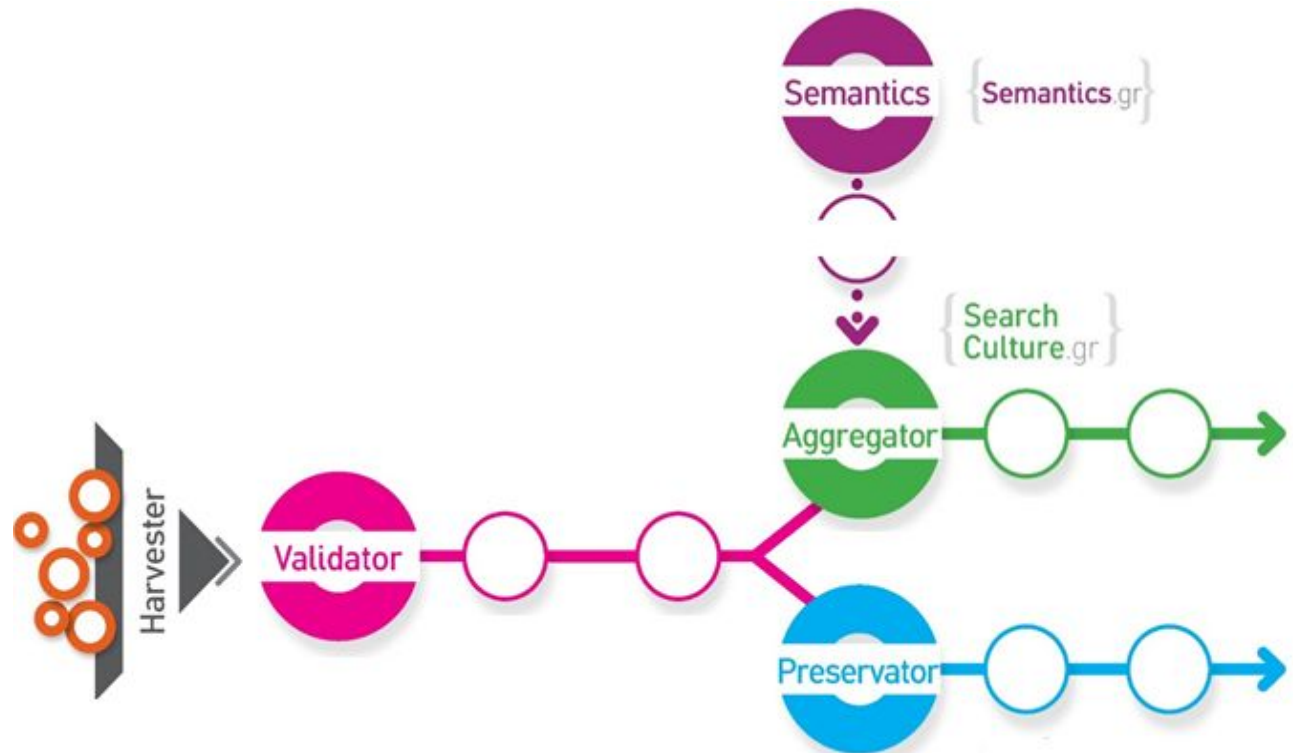 Semantics
{Semantics.gr}
{Search
Culture.gr}
Aggregator
Harvester
Validator
Preservator